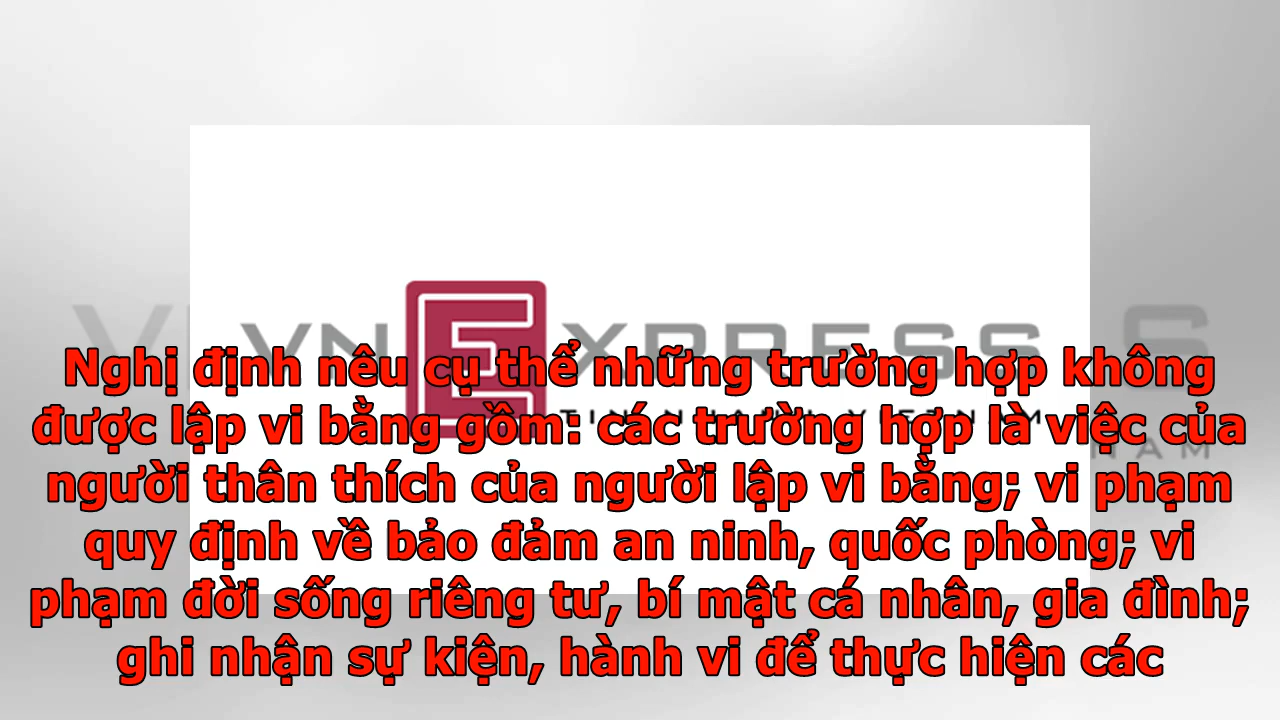 VNEXPRESS
Nghị định nêu cụ thể những trường hợp không
được lập vi bằng gồm: các trường hợp là việc của
người thân thích của người lập vi bằng; vi phạm
quy định về bảo đảm an ninh, quốc phòng; vi
phạm đời sống riêng tư, bí mật cá nhân, gia đình;
ghi nhận sự kiện, hành vi để thực hiện các